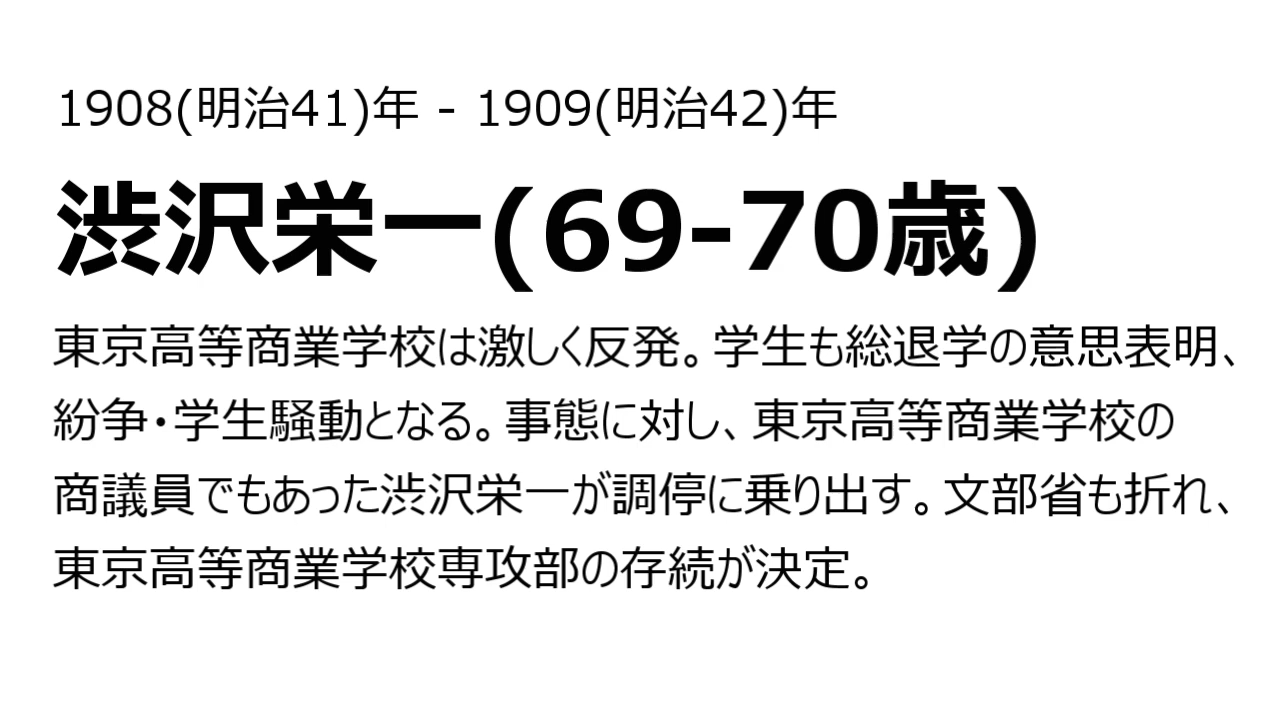 1908(明治41)年 - 1909(明治42)年
渋沢栄一(69-70歳)
東京高等商業学校は激しく反発。学生も総退学の意思表明、
紛争・学生騒動となる。事態に対し、東京高等商業学校の
商議員でもあった渋沢栄一が調停に乗り出す。文部省も折れ、
東京高等商業学校専攻部の存続が決定。